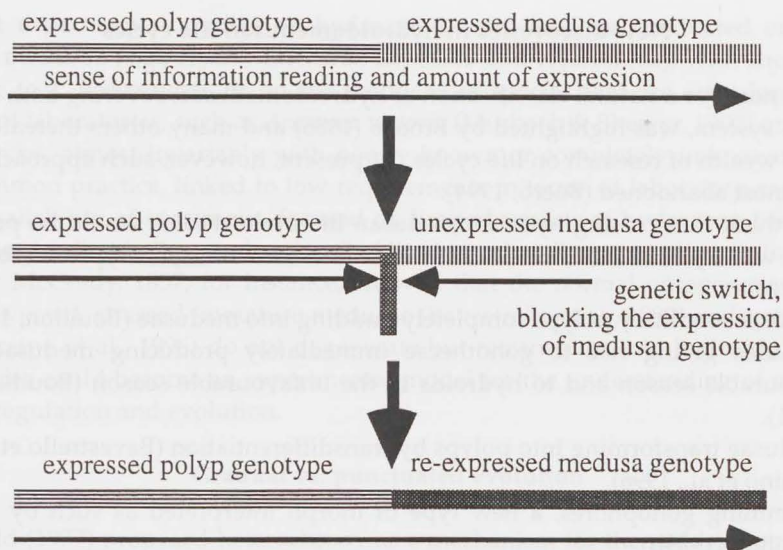 expressed polyp genotype expressed medusa genotype
sense of information reading and amount of expression
expressed polyp genotype unexpressed medusa genotype
genetic switch,
blocking the expression
of medusan genotype
expressed polyp genotype re-expressed medusa genotype